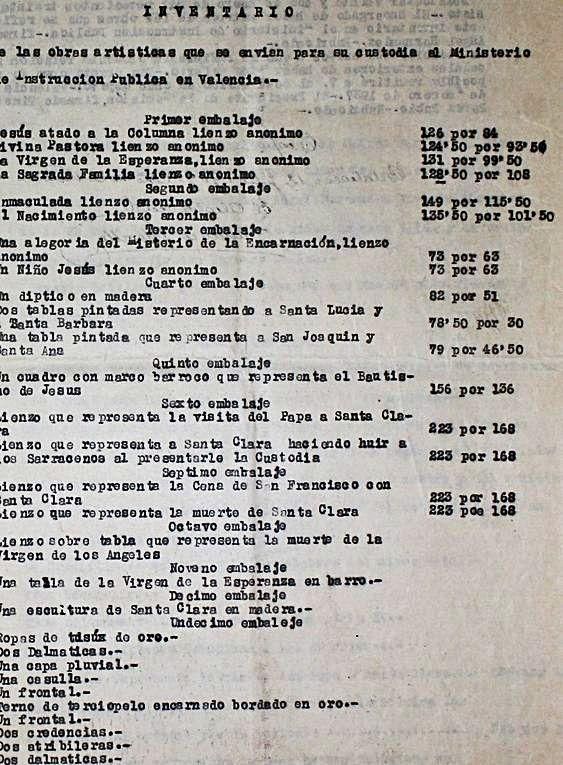 INVENTARIO
e las obras artisticas que se envian para su custodia al Ministerio
e instruccion Publica en Valencia.-
Primer embalaje
esús atado a la Columna lienzo anonimo 126 por 84
ivina Pastora lienzo anonimo 124'50 por 93'50
a Virgen de la Esperanza,lienzo anonimo 131 por 99'50
a Sagrada Familia lienzo anonimo 128'50 por 108
Segundo embalaje
nmaculada lienzo anonimo 149 por 115'50
l Nacimiento lienzo anonimo 135'50 por 101'50
Tercer embalaje
na alegoria del Misterio de la Encarnación,lienzo
nonimo 73 por 63
n Niño Jesús lienzo anonimo 73 por 63
Cuarto embalaje
n diptico en madera 82 por 51
os tablas pintadas representando a Santa Lucia y
a Banta Barbara 78'50 por 30
na tabla pintada que representa a San Joaquin y
anta Ana 79 por 46'50
Quinto embalaje
n cuadro con marco barroco que representa el Bautis-
mo de Jesus 156 por 136
Sexto embalaje
ienzo que representa la visita del Papa a Santa Cla-
ra 223 por 168
ienzo que representa a Santa Clara haciendo huir a
os Sarracenos al presentarle la Custodia 223 por 168
Septimo embalaje
ienzo que representa la Cena de San Francisco con
anta Clara 223 por 168
ienzo que representa la muerte de Santa Clara 223 poe 168
Octavo embalaje
ienzo sobre tabla que representa la muerte de la
Virgen de los Angeles
Noveno embalaje
na talla de la Virgen de la Esperanza en barro.-
Decimo embalaje
na escultura de Santa Clara en madera.-
Undecimo embaleje
Ropas de tisúx de oro.-
Dos Dalmaticas.-
Una capa pluvial.-
Una casulla.-
Un frontal.-
Terno de terciopelo encarnado bordado en oro.-
Un frontal.-
Dos credencias.-
Dos atribileras.-
Dos dalmaticas.-